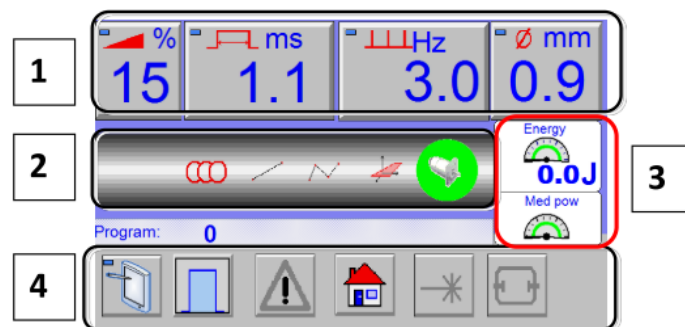 1
% ms Hz Ø mm
15 1.1 3.0 0.9
2
Energy
0.0J
3
Med pow
Program: 0
4